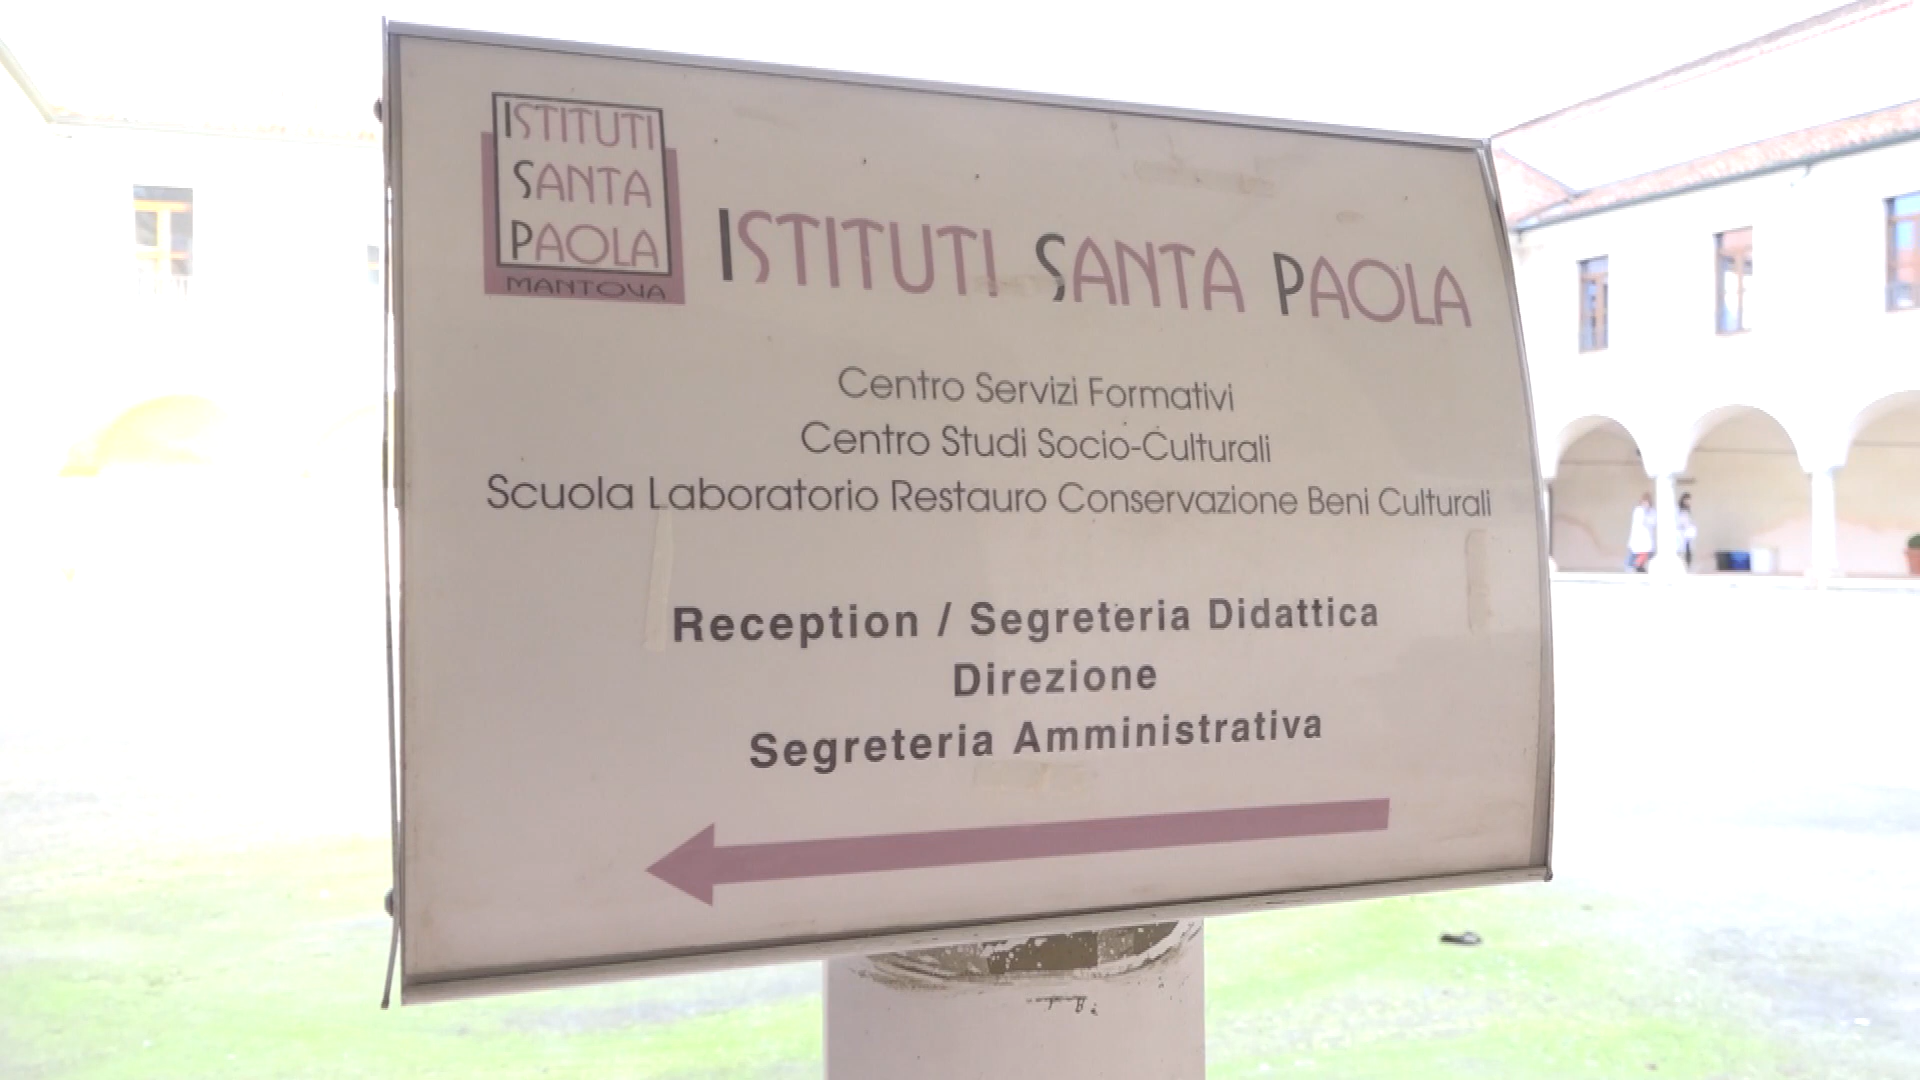 ISTITUTI
SANTA
PAOLA
MANTOVA
ISTITUTI SANTA PAOLA
Centro Servizi Formativi
Centro Studi Socio-Culturali
Scuola Laboratorio Restauro Conservazione Beni Culturali
Reception / Segreteria Didattica
Direzione
Segreteria Amministrativa